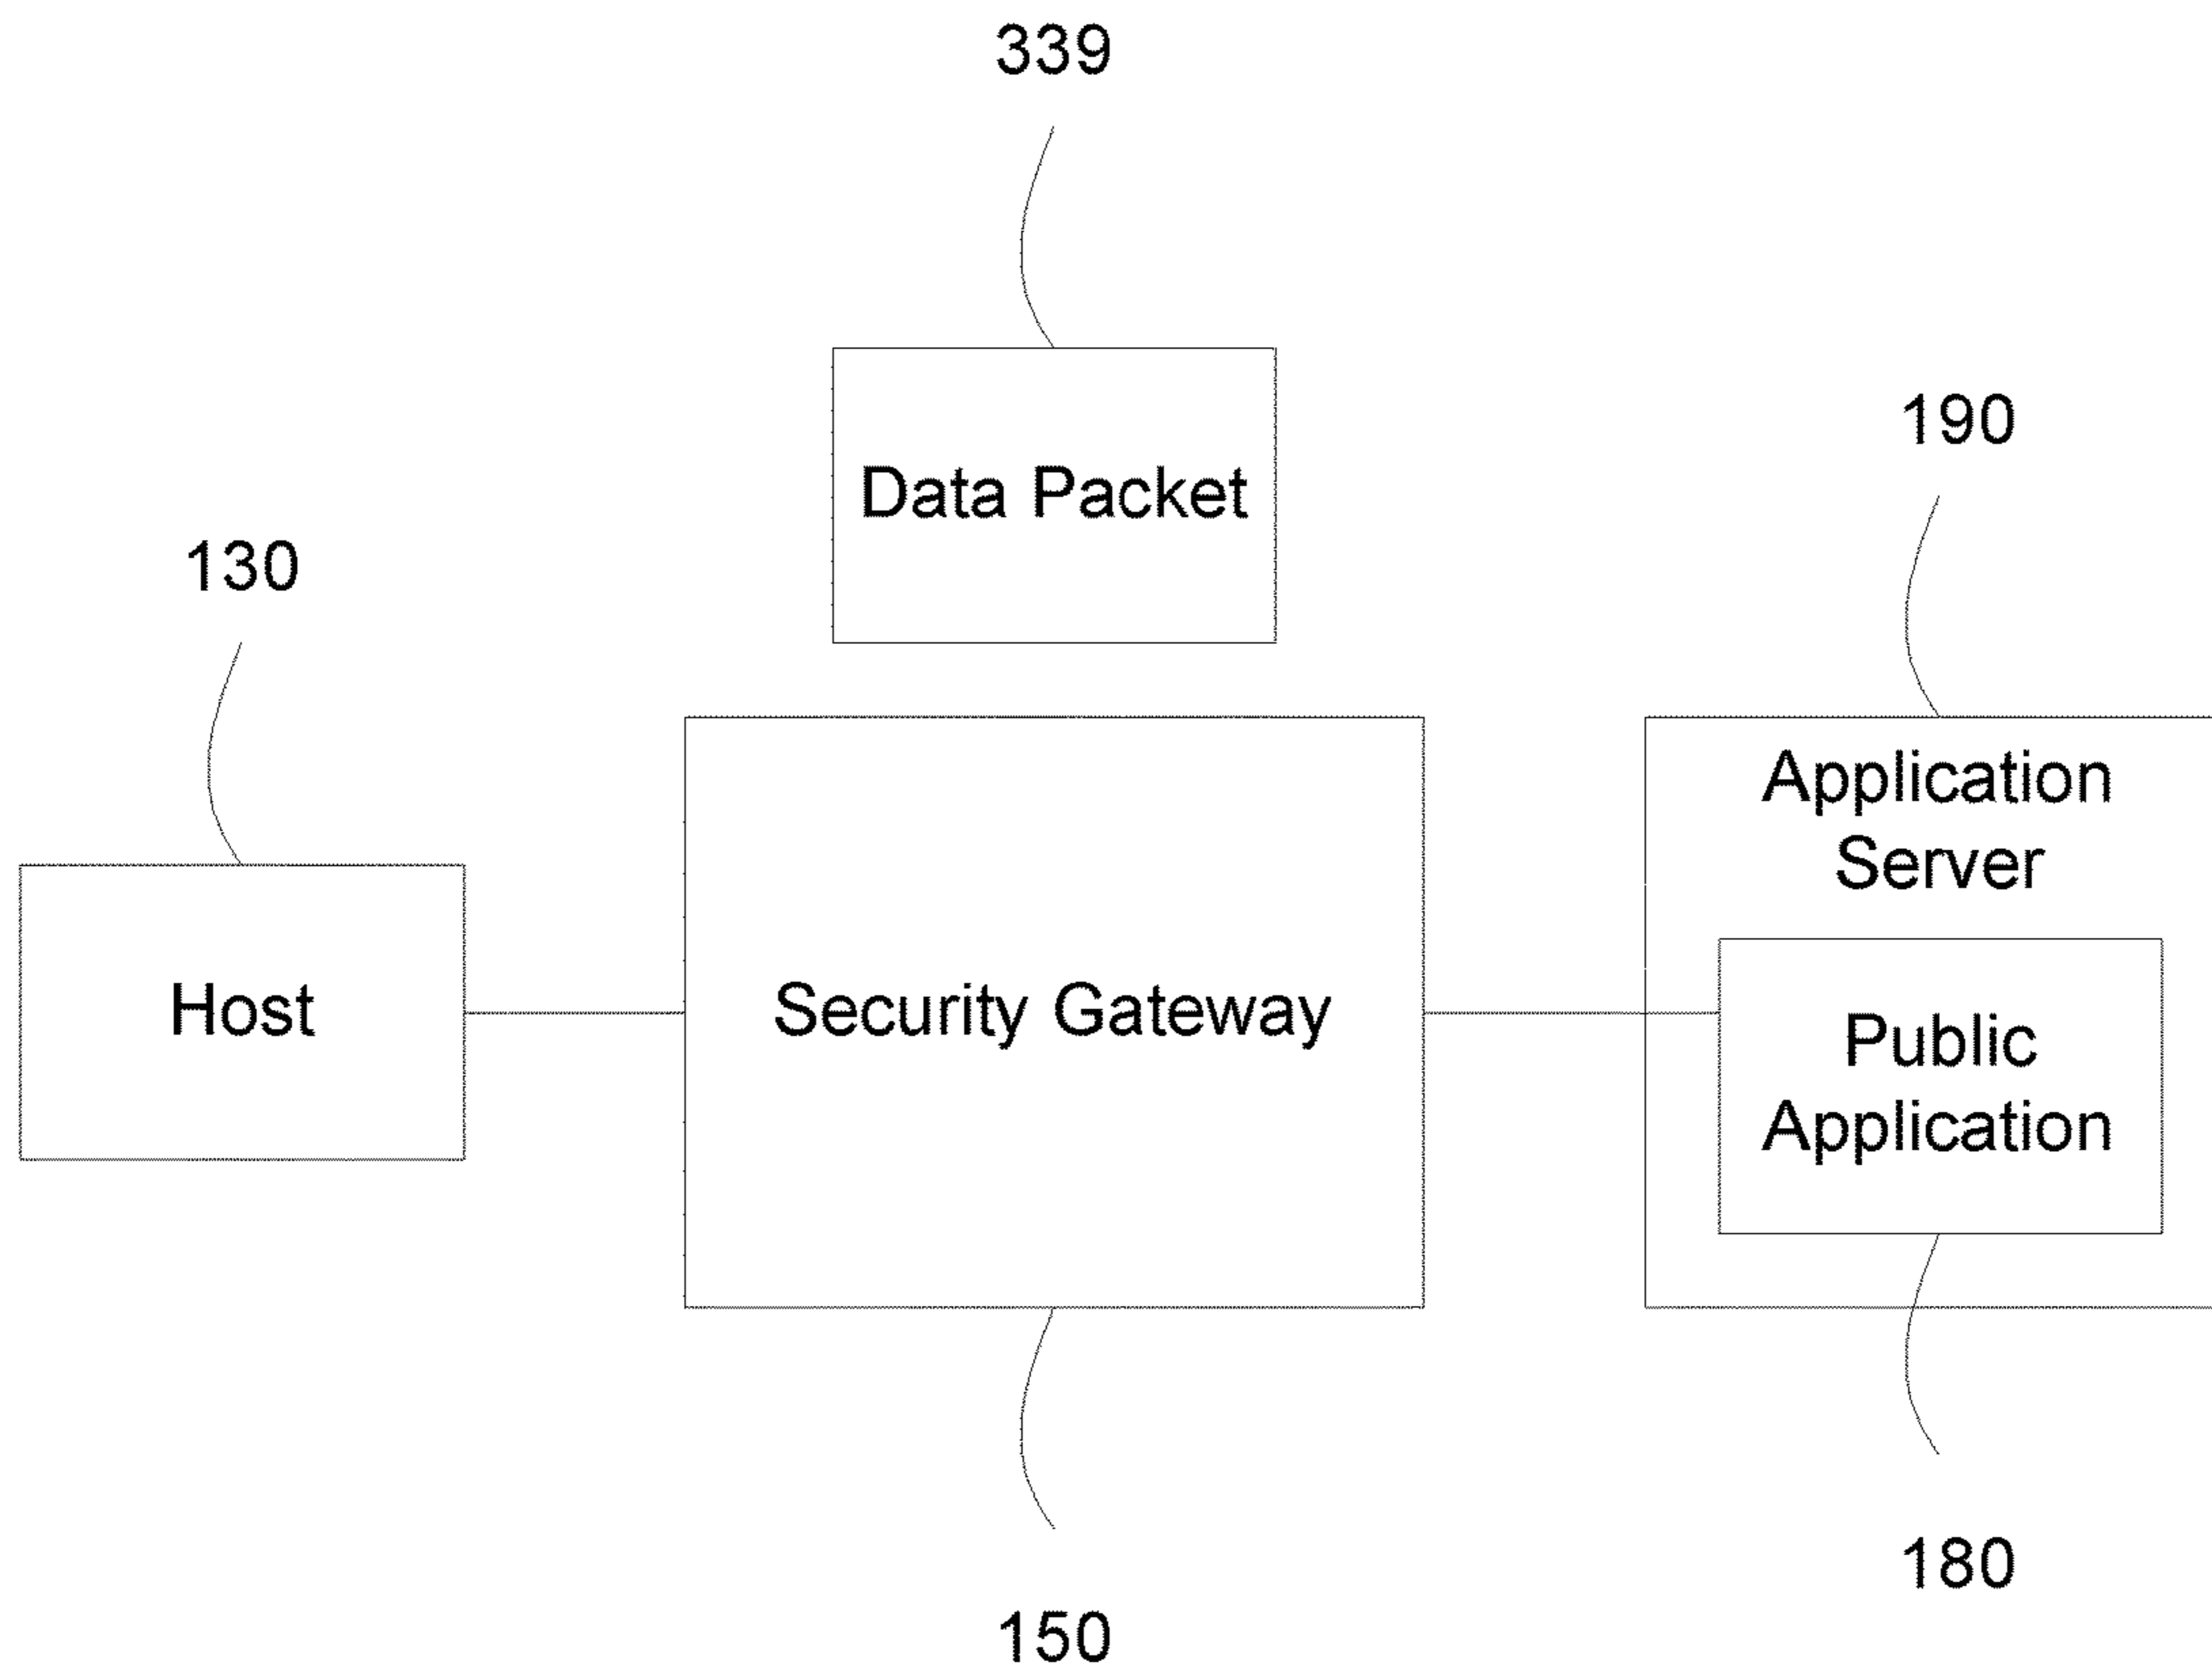 339
Data Packet
190
130
Application
Server
Host
Security Gateway
Public
Application
180
150